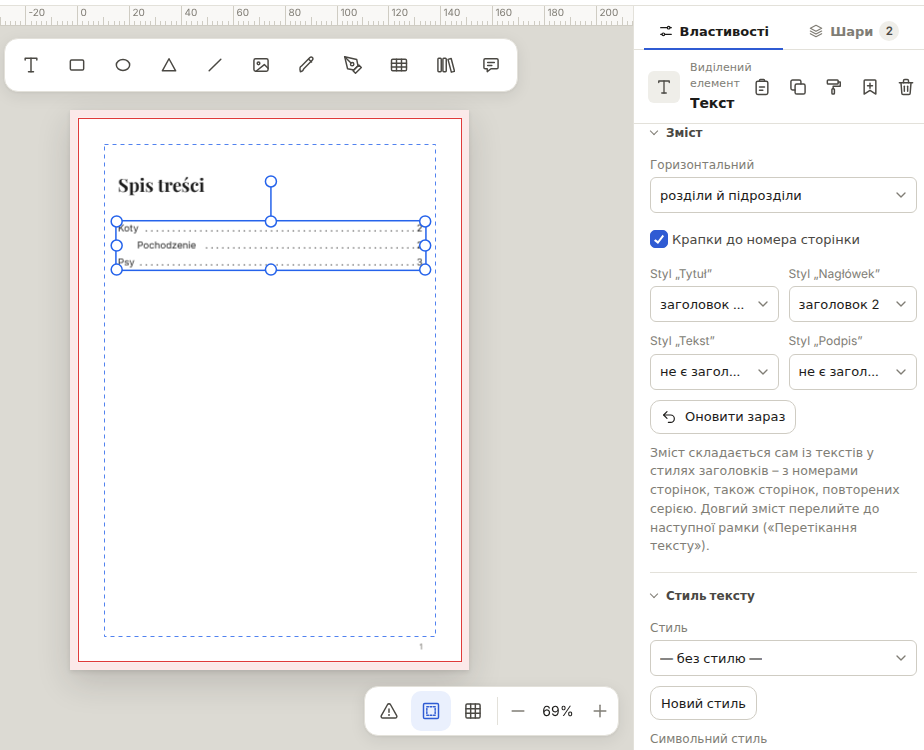 -20 0 20 40 60 80 100 120 140 160 180 200
Властивості
Шари 2
Виділений
елемент
Текст
Зміст
Горизонтальний
розділи й підрозділи
Крапки до номера сторінки
Styl „Tytuł” Styl „Nagłówek”
заголовок ... заголовок 2
Styl „Tekst” Styl „Podpis”
не є загол... не є загол...
Оновити зараз
Зміст складається сам із текстів у
стилях заголовків – з номерами
сторінок, також сторінок, повторених
серією. Довгий зміст перелийте до
наступної рамки («Перетікання
тексту»).
Стиль тексту
Стиль
— без стилю —
Новий стиль
Символьний стиль
Spis treści
Koty 2
Pochodzenie 2
Psy 3
1
69%